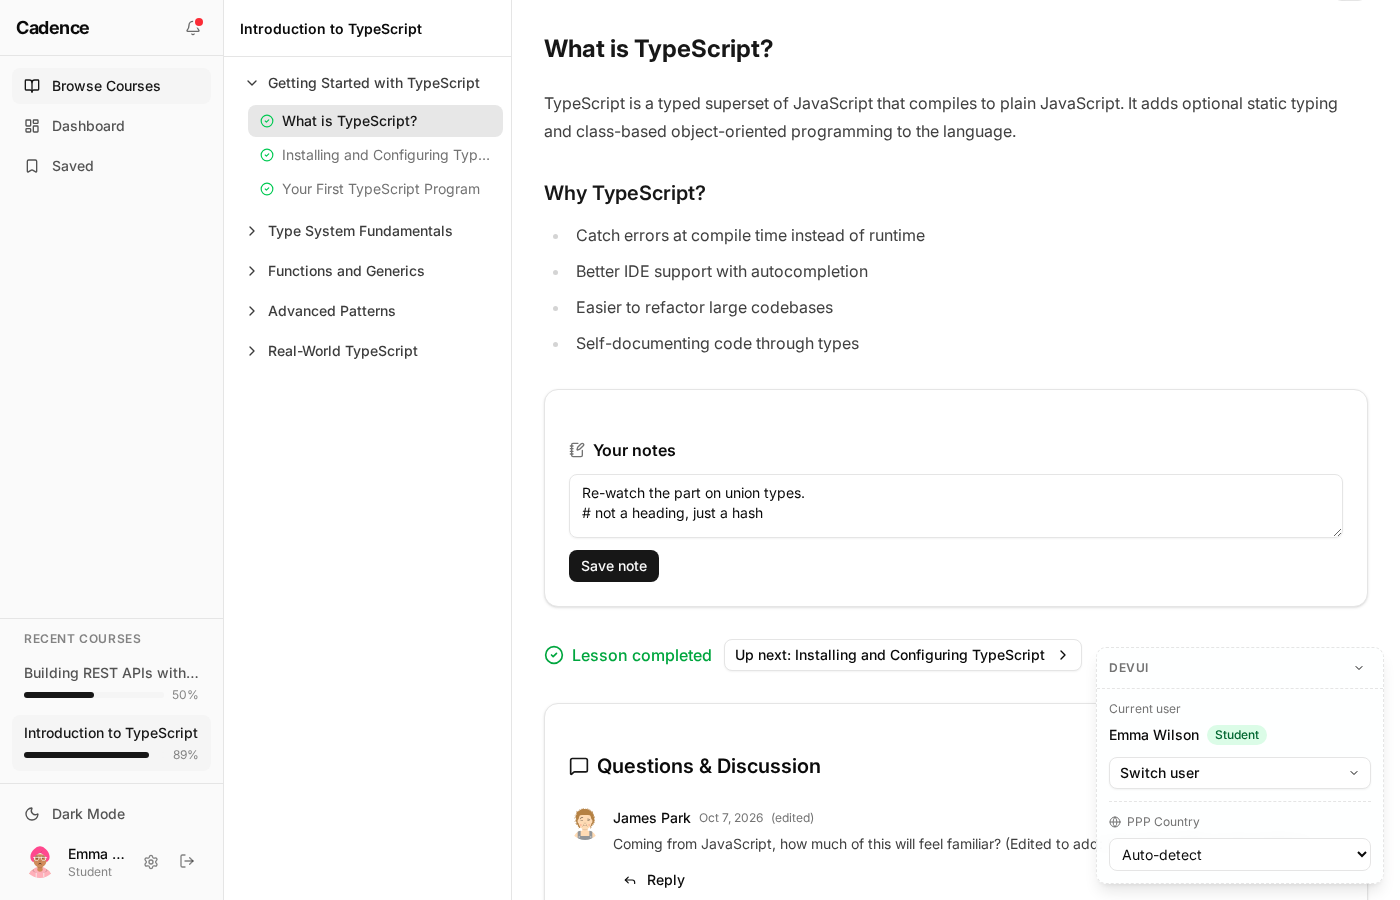 Cadence
Browse Courses
Dashboard
Saved
RECENT COURSES
Building REST APIs with...
50%
Introduction to TypeScript
89%
Dark Mode
Emma ...
Student
Introduction to TypeScript
Getting Started with TypeScript
What is TypeScript?
Installing and Configuring Typ...
Your First TypeScript Program
Type System Fundamentals
Functions and Generics
Advanced Patterns
Real-World TypeScript
What is TypeScript?
TypeScript is a typed superset of JavaScript that compiles to plain JavaScript. It adds optional static typing
and class-based object-oriented programming to the language.
Why TypeScript?
Catch errors at compile time instead of runtime
Better IDE support with autocompletion
Easier to refactor large codebases
Self-documenting code through types
Your notes
Re-watch the part on union types.
# not a heading, just a hash
Save note
Lesson completed
Up next: Installing and Configuring TypeScript
Questions & Discussion
James Park Oct 7, 2026 (edited)
Coming from JavaScript, how much of this will feel familiar? (Edited to add
Reply
DEVUI
Current user
Emma Wilson Student
Switch user
PPP Country
Auto-detect